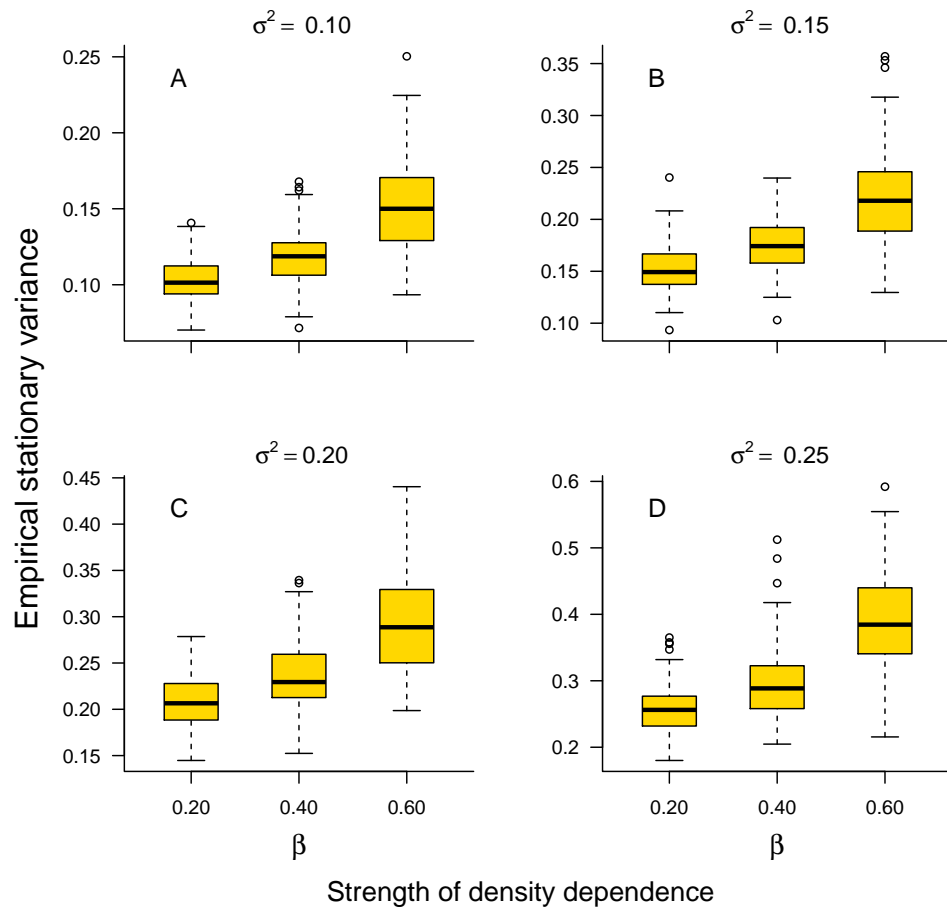 σ² = 0.10
A
0.25
0.20
0.15
0.10
σ² = 0.15
B
0.35
0.30
0.25
0.20
0.15
0.10
Empirical stationary variance
σ² = 0.20
C
0.45
0.40
0.35
0.30
0.25
0.20
0.15
0.20 0.40 0.60
β
σ² = 0.25
D
0.6
0.5
0.4
0.3
0.2
0.20 0.40 0.60
β
Strength of density dependence